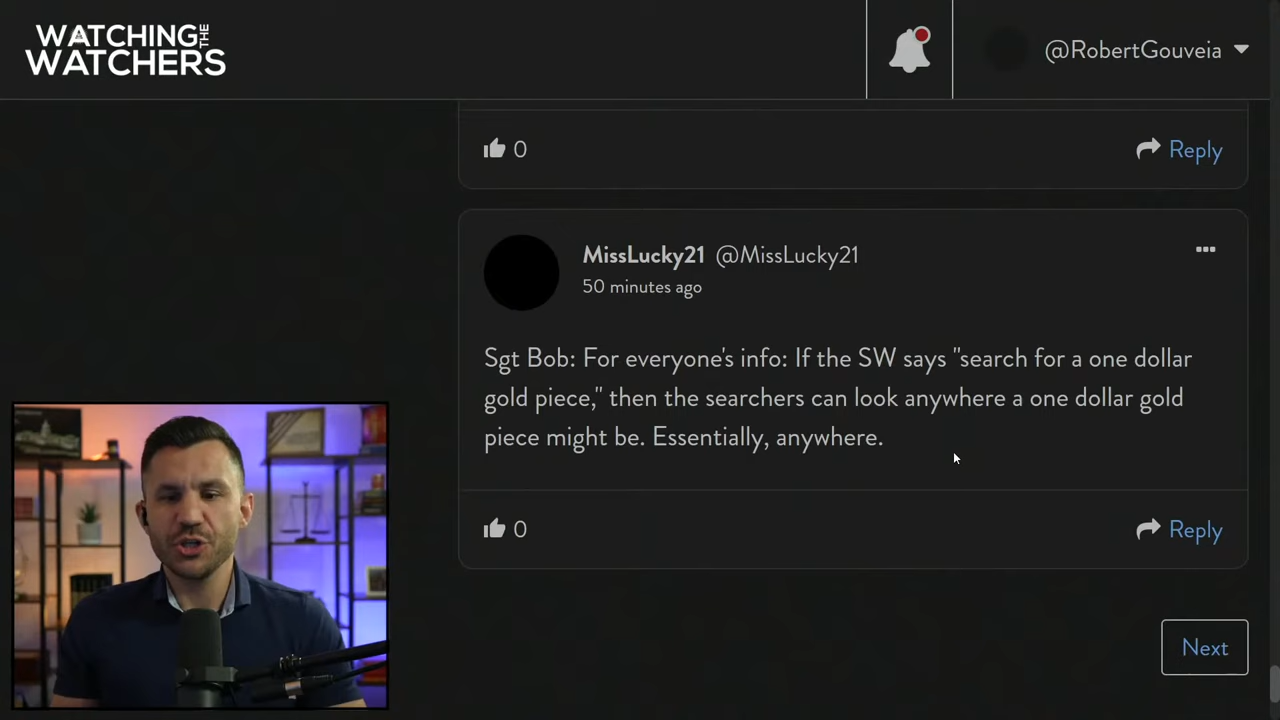 WATCHING THE
WATCHERS
@RobertGouveia
0
Reply
MissLucky21 @MissLucky21
50 minutes ago
Sgt Bob: For everyone's info: If the SW says "search for a one dollar
gold piece," then the searchers can look anywhere a one dollar gold
piece might be. Essentially, anywhere.
0
Reply
Next